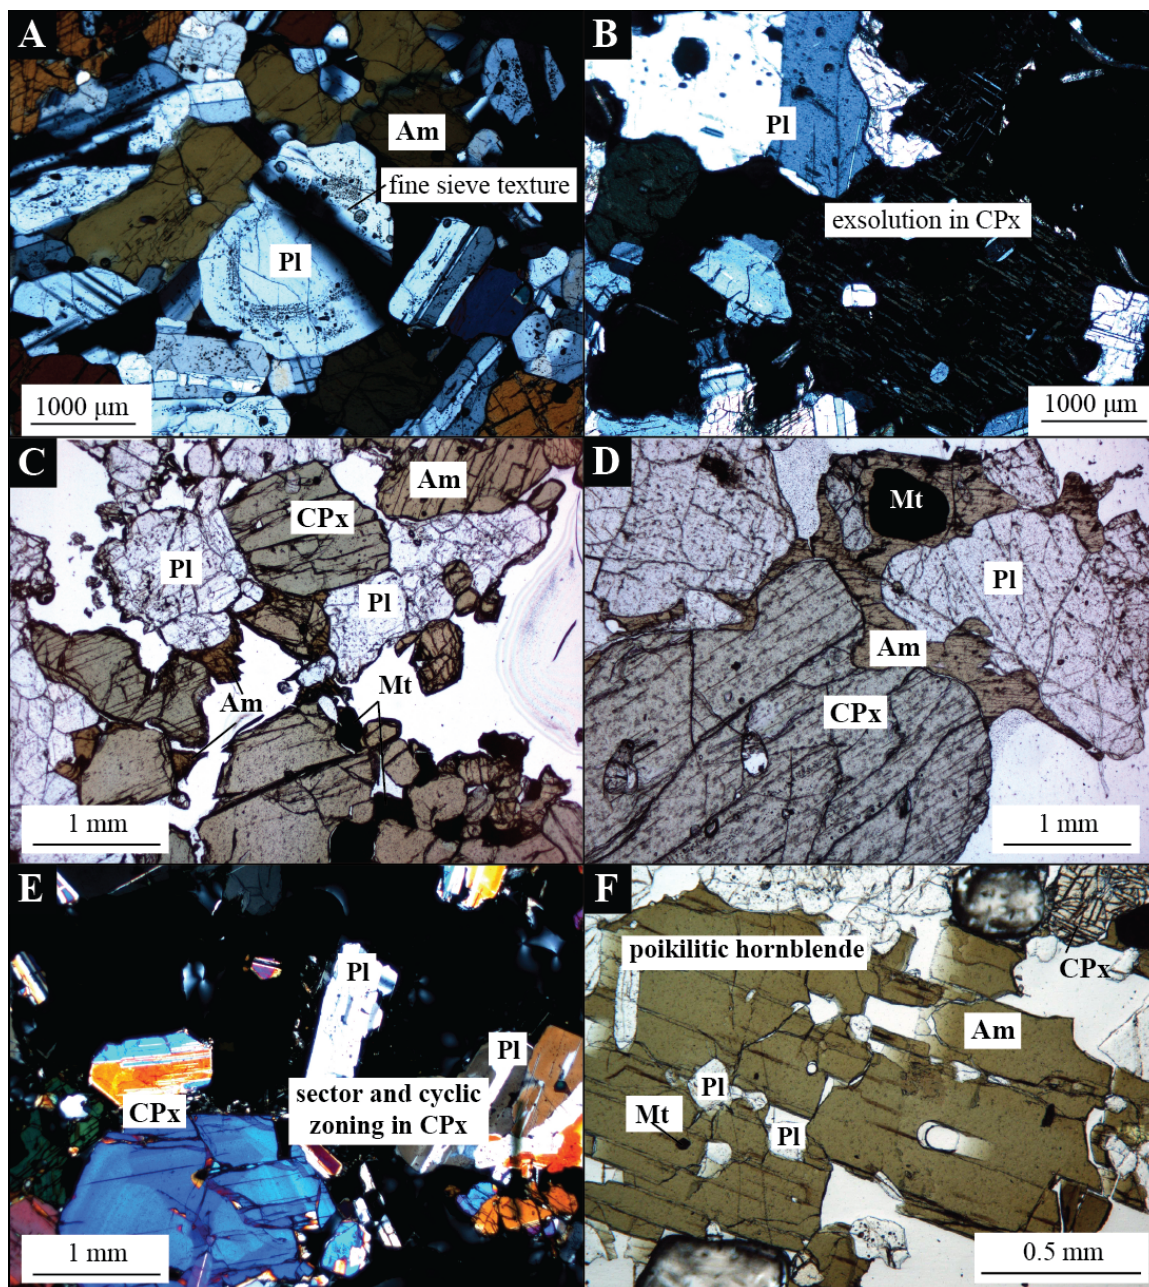 A
Am
fine sieve texture
Pl
1000 μm
B
Pl
exsolution in CPx
1000 μm
C
Am
CPx
Pl
Pl
Am
Mt
1 mm
D
Mt
Pl
Am
CPx
1 mm
E
Pl
Pl
CPx
sector and cyclic
zoning in CPx
1 mm
F
poikilitic hornblende
CPx
Am
Pl
Mt
Pl
0.5 mm